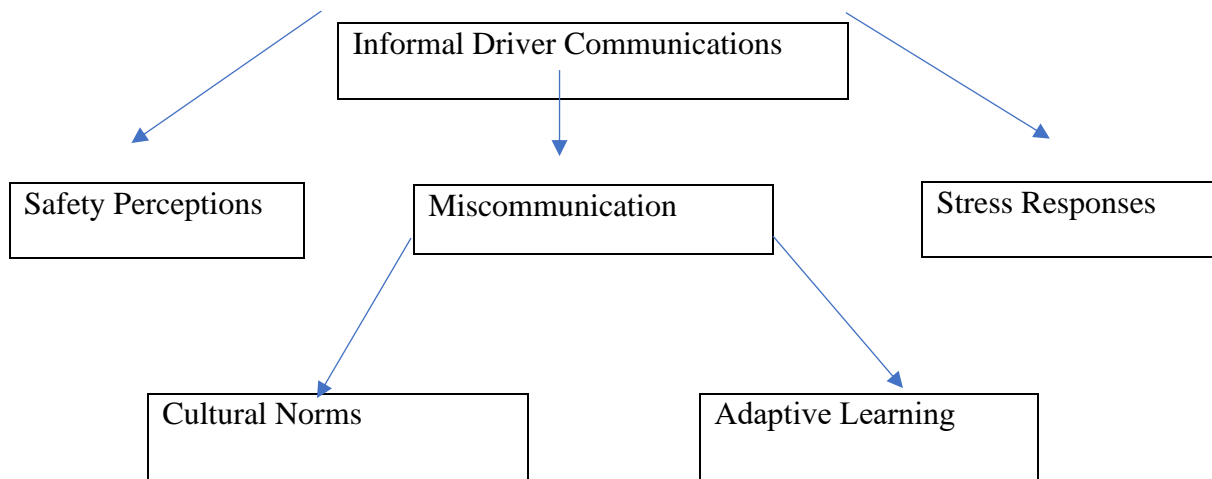 Informal Driver Communications
Safety Perceptions
Miscommunication
Stress Responses
Cultural Norms
Adaptive Learning